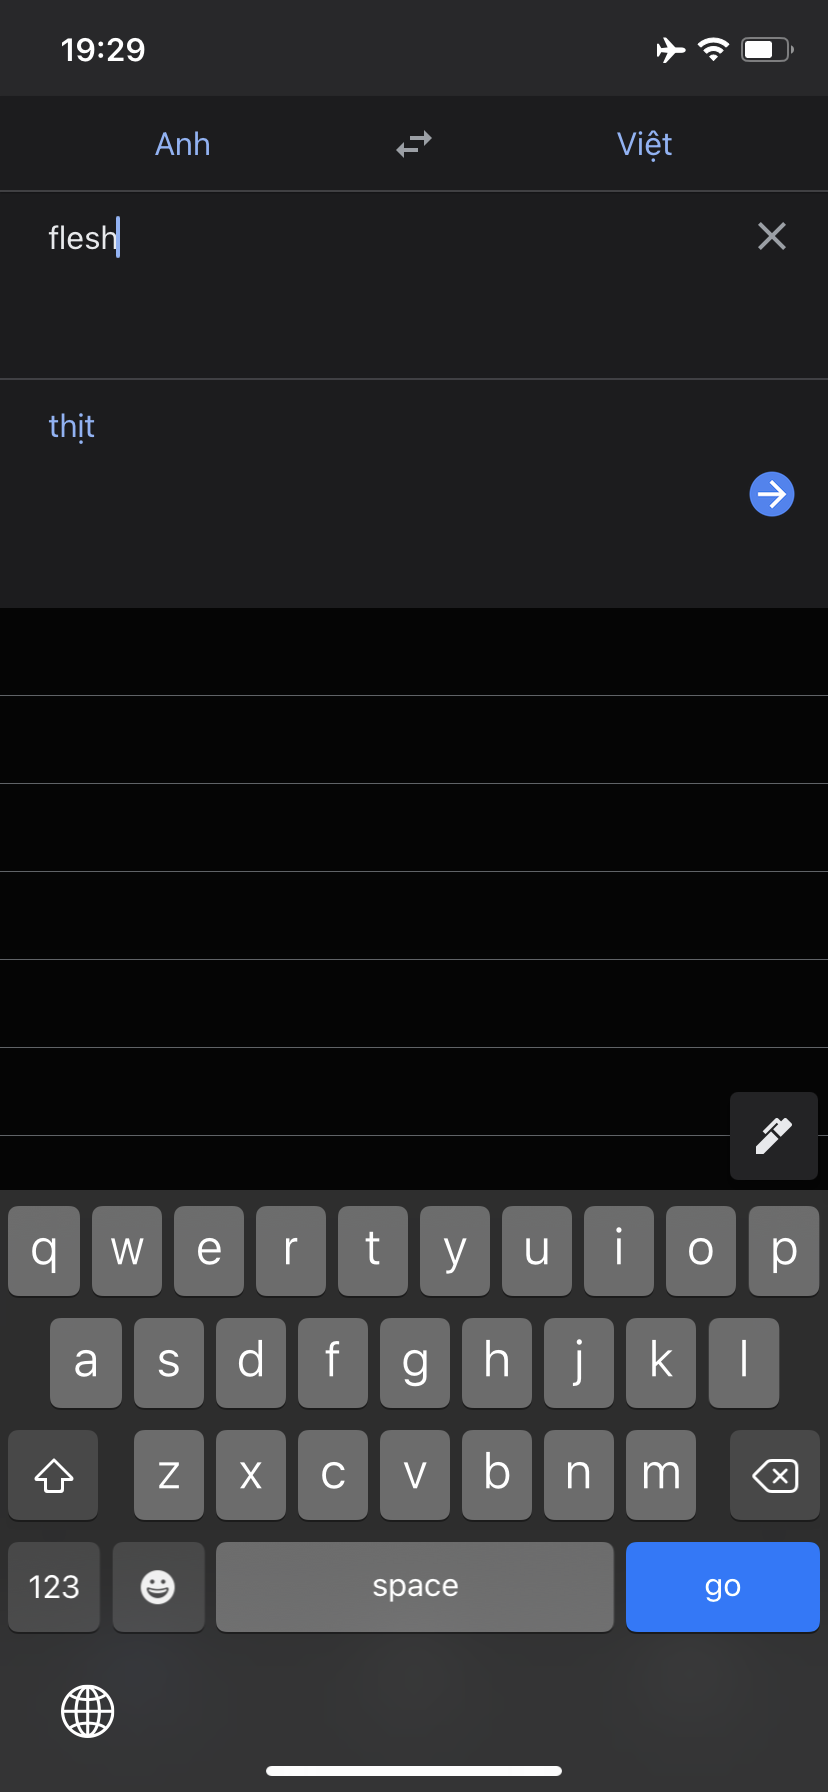 19:29
Anh Việt
flesh
thịt
q w e r t y u i o p
a s d f g h j k l
z x c v b n m
123 space go